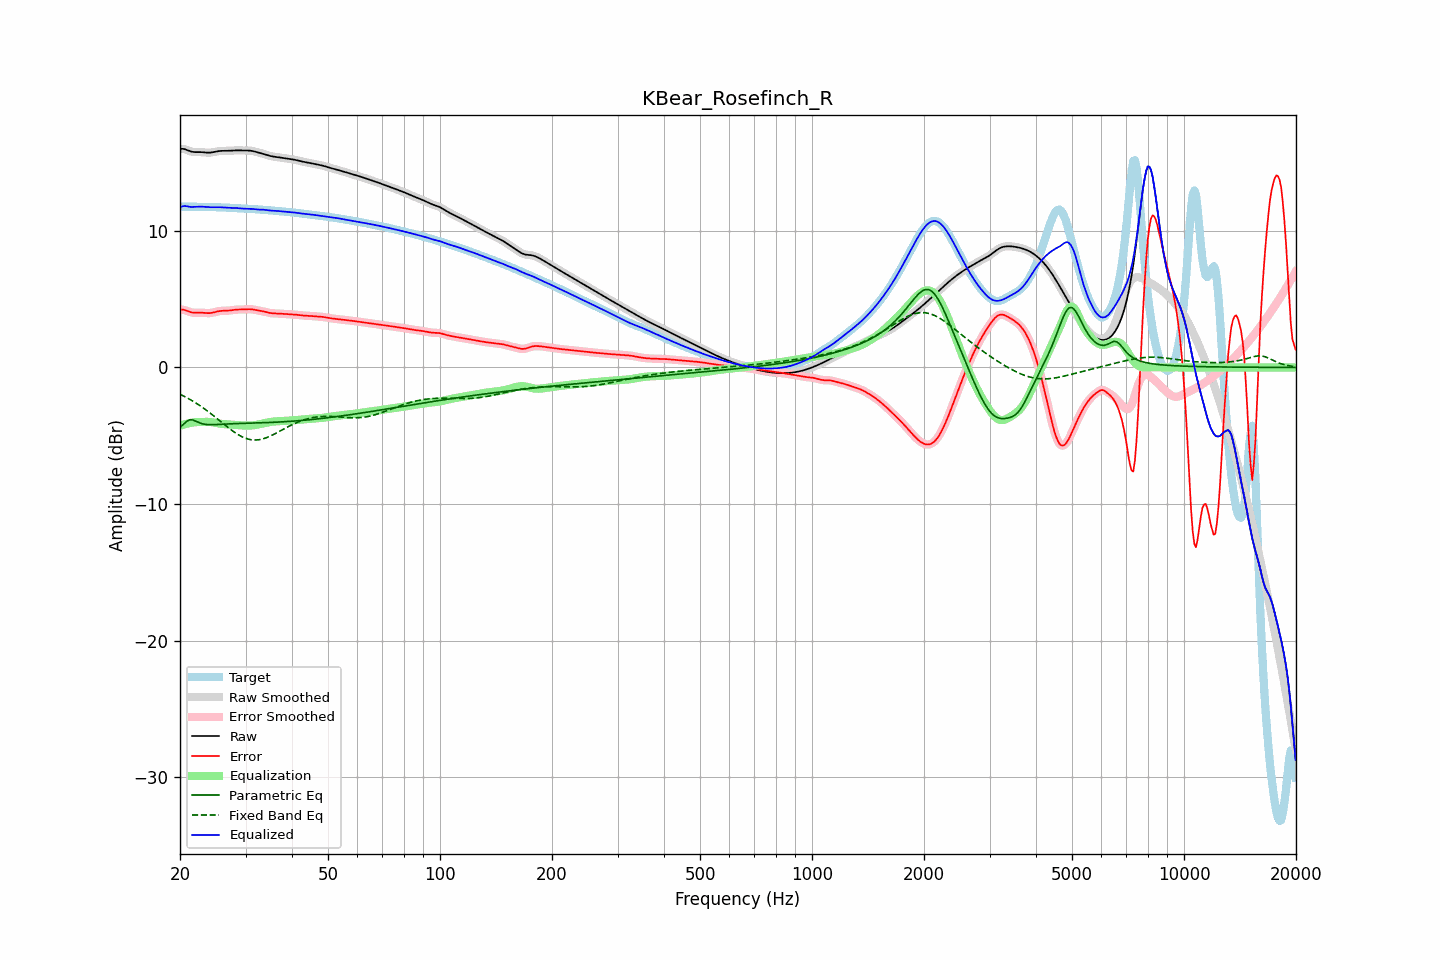 KBear_Rosefinch_R
Amplitude (dBr)
10
0
−10
−20
−30
Target
Raw Smoothed
Error Smoothed
Raw
Error
Equalization
Parametric Eq
Fixed Band Eq
Equalized
20 50 100 200 500 1000 2000 5000 10000 20000
Frequency (Hz)